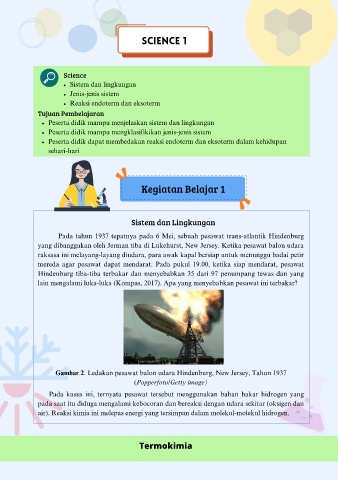 SCIENCE 1
Science
• Sistem dan lingkungan
• Jenis-jenis sistem
• Reaksi endoterm dan eksoterm
Tujuan Pembelajaran
• Peserta didik mampu menjelaskan sistem dan lingkungan
• Peserta didik mampu mengklasifikikan jenis-jenis sistem
• Peserta didik dapat membedakan reaksi endoterm dan eksoterm dalam kehidupan
sehari-hari
Kegiatan Belajar 1
Sistem dan Lingkungan
Pada tahun 1937 tepatnya pada 6 Mei, sebuah pesawat trans-atlantik Hindenburg
yang dibanggakan oleh Jerman tiba di Lakehurst, New Jersey. Ketika pesawat balon udara
raksasa ini melayang-layang diudara, para awak kapal bersiap untuk menunggu badai petir
mereda agar pesawat dapat mendarat. Pada pukul 19.00, ketika siap mendarat, pesawat
Hindenburg tiba-tiba terbakar dan menyebabkan 35 dari 97 penumpang tewas dan yang
lain mengalami luka-luka (Kompas, 2017). Apa yang menyebabkan pesawat ini terbakar?
Gambar 2. Ledakan pesawat balon udara Hindenburg, New Jersey, Tahun 1937
(Popperfoto/Getty image)
Pada kasus ini, ternyata pesawat tersebut menggunakan bahan bakar hidrogen yang
pada saat itu diduga mengalami kebocoran dan bereaksi dengan udara sekitar (oksigen dan
air). Reaksi kimia ini melepas energi yang tersimpan dalam molekul-molekul hidrogen.
Termokimia